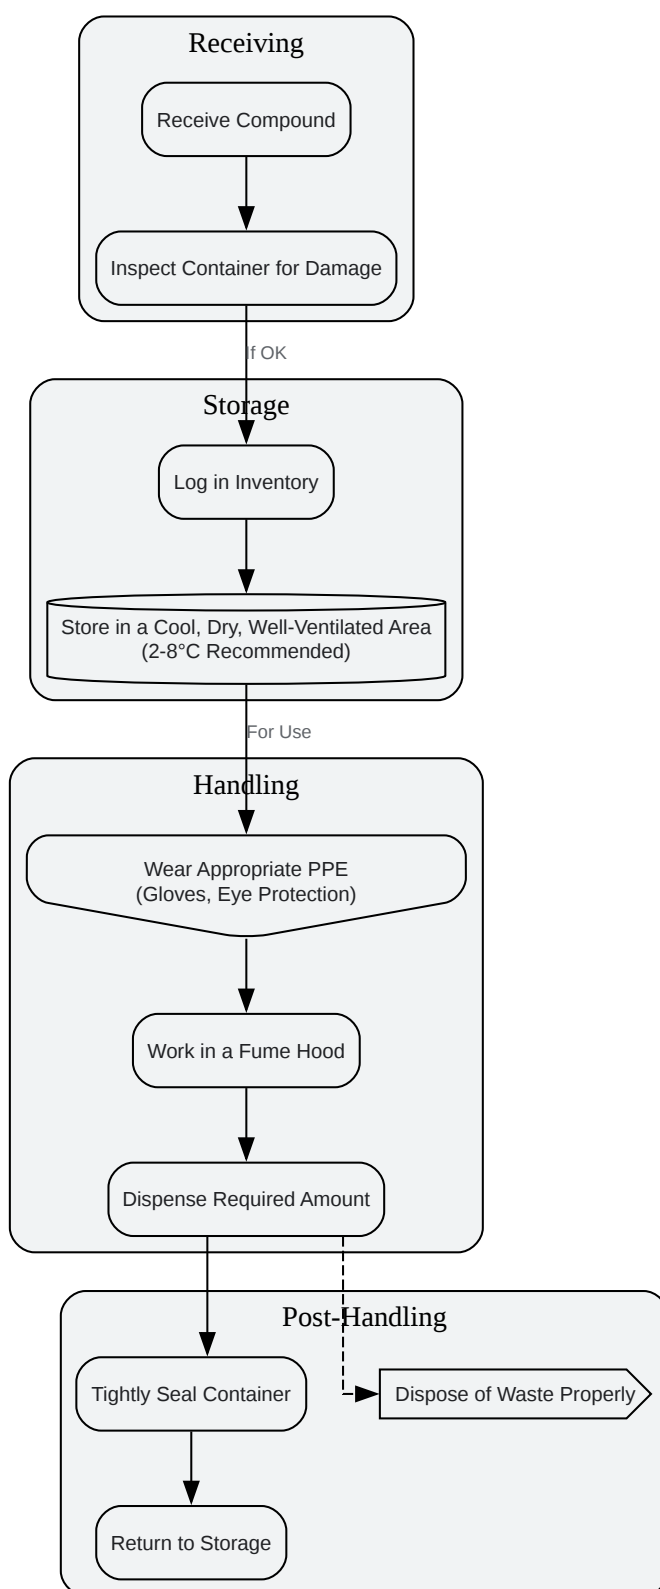 Receiving
Receive Compound
Inspect Container for Damage
If OK
Storage
Log in Inventory
Store in a Cool, Dry, Well-Ventilated Area
(2-8°C Recommended)
For Use
Handling
Wear Appropriate PPE
(Gloves, Eye Protection)
Work in a Fume Hood
Dispense Required Amount
Post-Handling
Tightly Seal Container
Dispose of Waste Properly
Return to Storage